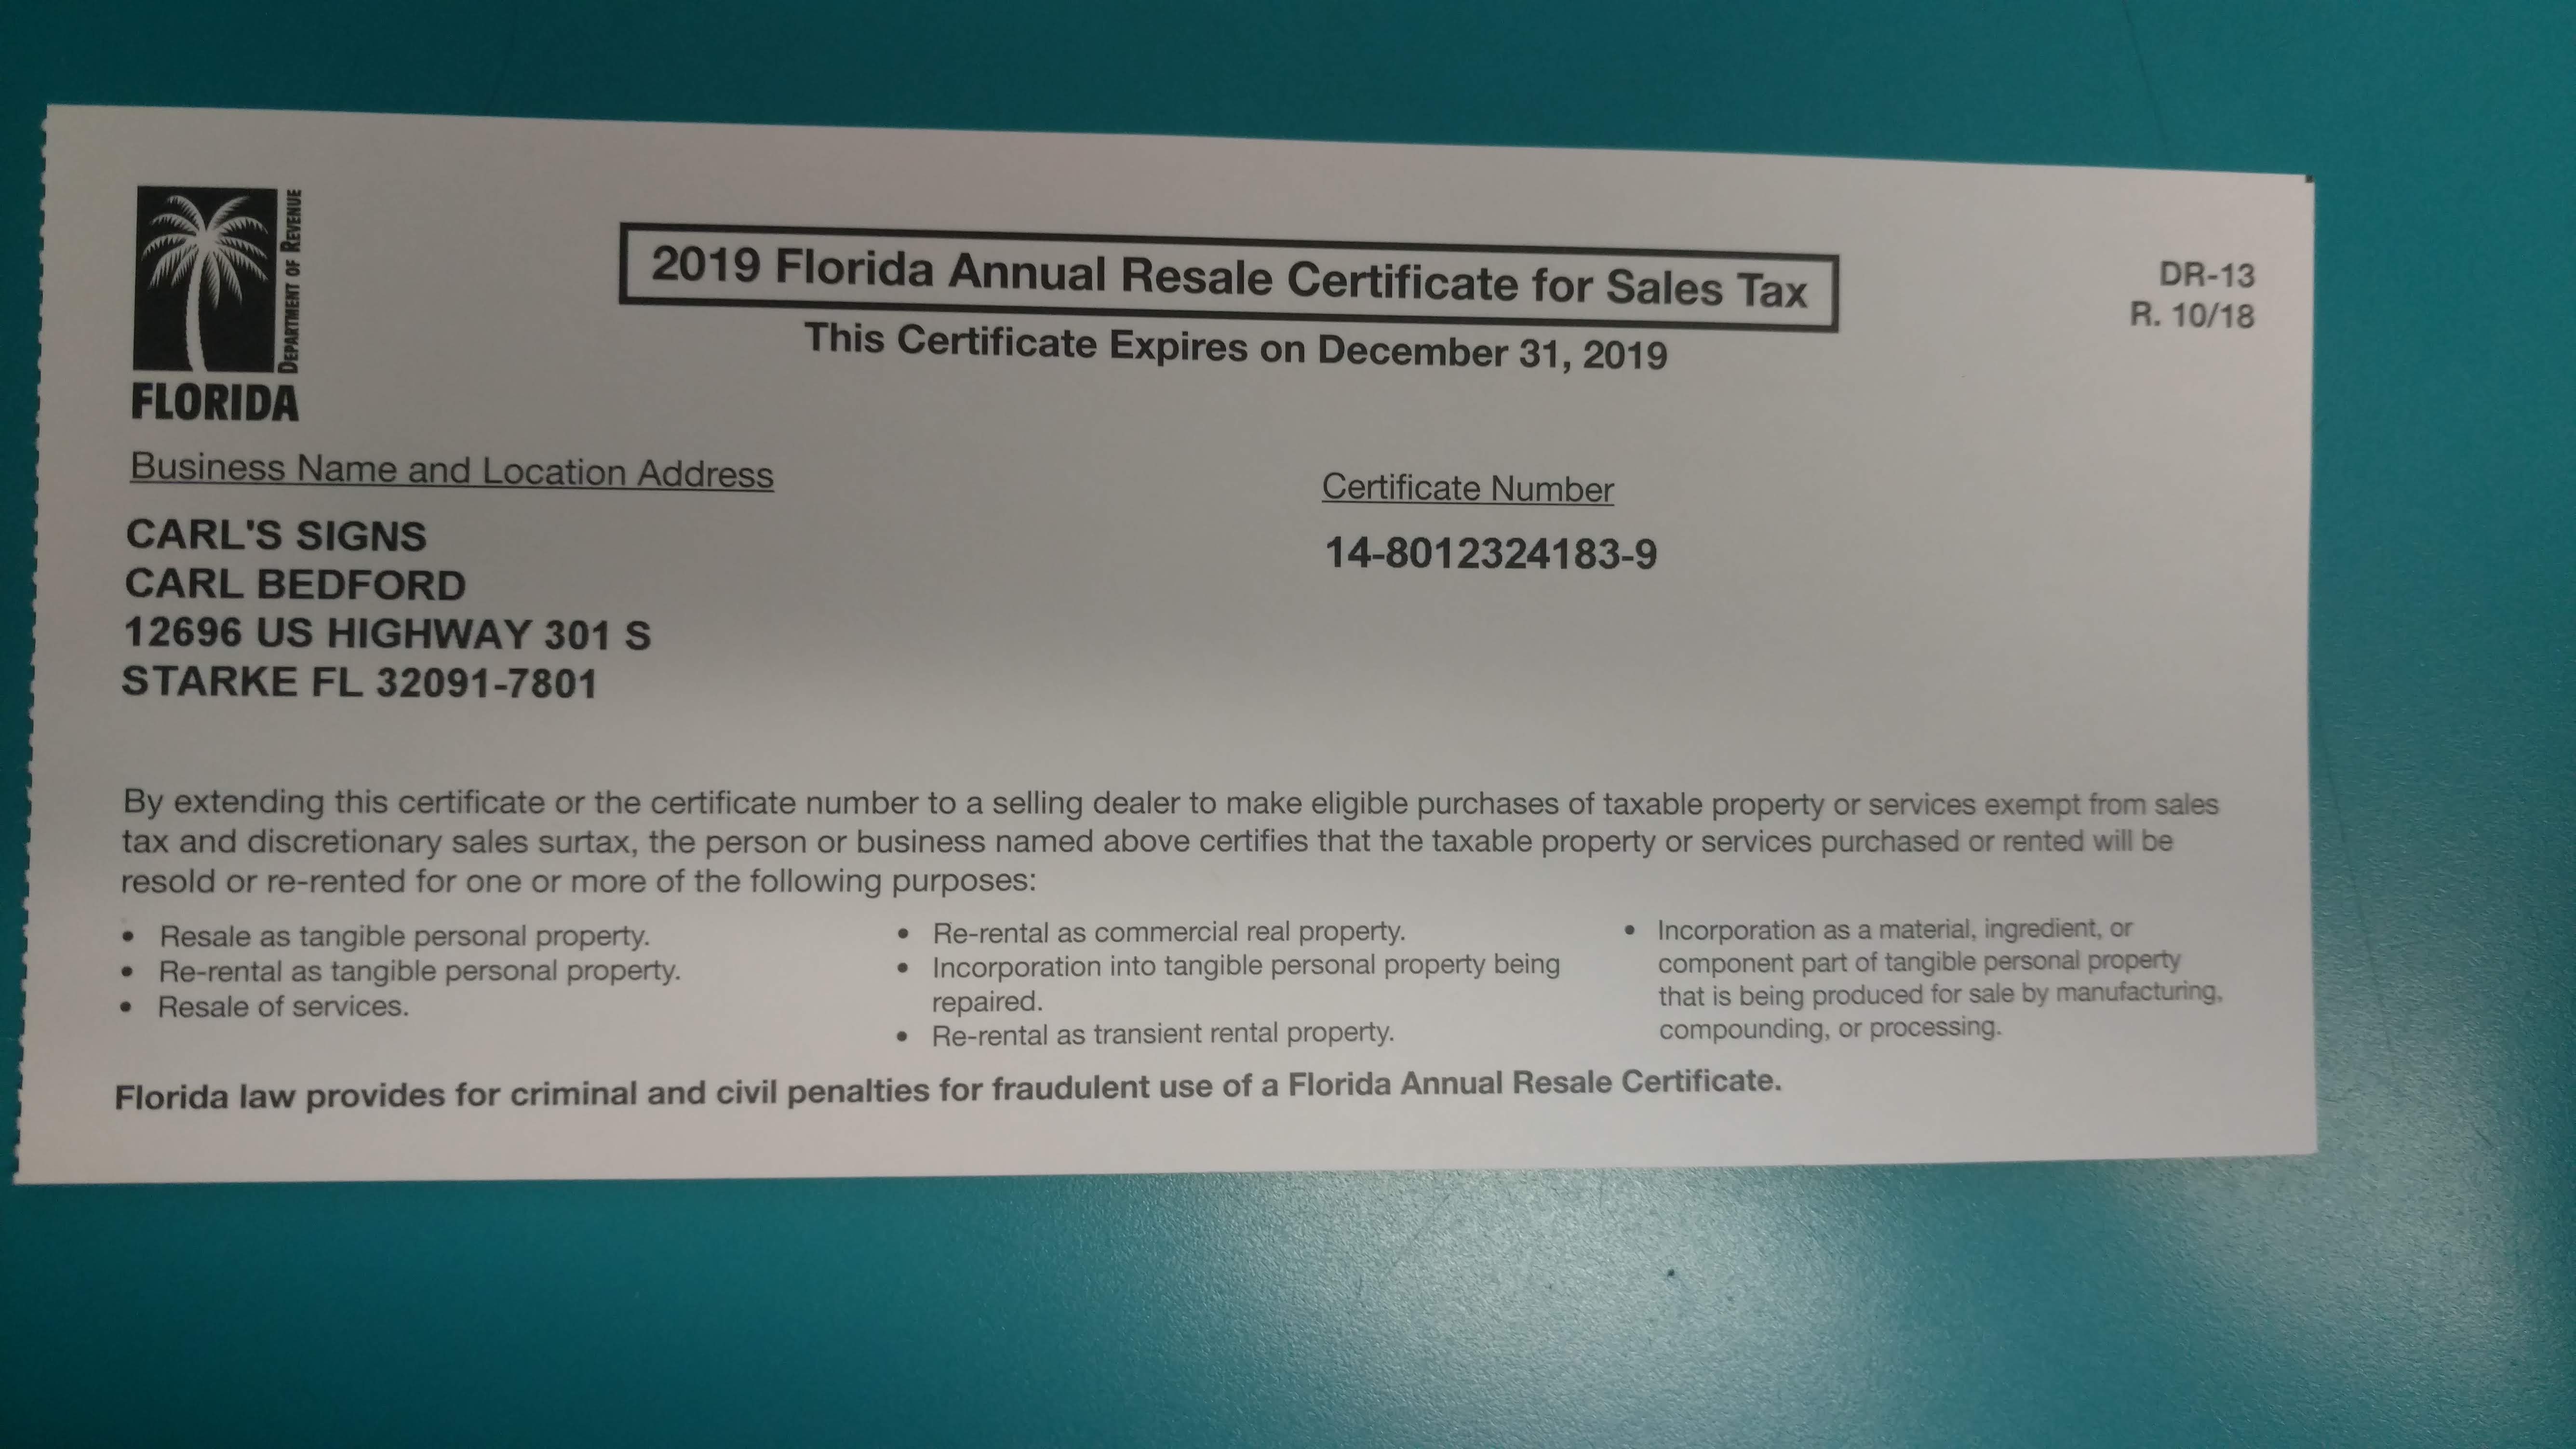 DEPARTMENT OF REVENUE
FLORIDA
2019 Florida Annual Resale Certificate for Sales Tax
This Certificate Expires on December 31, 2019
DR-13
R. 10/18
Business Name and Location Address
CARL'S SIGNS
CARL BEDFORD
12696 US HIGHWAY 301 S
STARKE FL 32091-7801
Certificate Number
14-8012324183-9
By extending this certificate or the certificate number to a selling dealer to make eligible purchases of taxable property or services exempt from sales
tax and discretionary sales surtax, the person or business named above certifies that the taxable property or services purchased or rented will be
resold or re-rented for one or more of the following purposes:
• Resale as tangible personal property.
• Re-rental as tangible personal property.
• Resale of services.
• Re-rental as commercial real property.
• Incorporation into tangible personal property being
repaired.
• Re-rental as transient rental property.
• Incorporation as a material, ingredient, or
component part of tangible personal property
that is being produced for sale by manufacturing,
compounding, or processing.
Florida law provides for criminal and civil penalties for fraudulent use of a Florida Annual Resale Certificate.